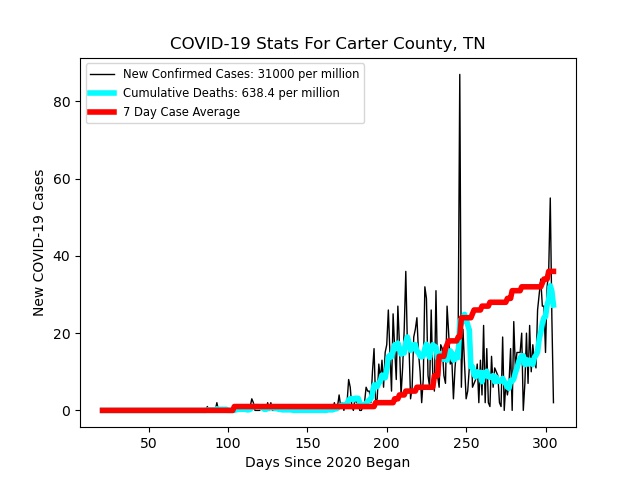 COVID-19 Stats For Carter County, TN
New Confirmed Cases: 31000 per million
Cumulative Deaths: 638.4 per million
7 Day Case Average
New COVID-19 Cases
80
60
40
20
0
50 100 150 200 250 300
Days Since 2020 Began